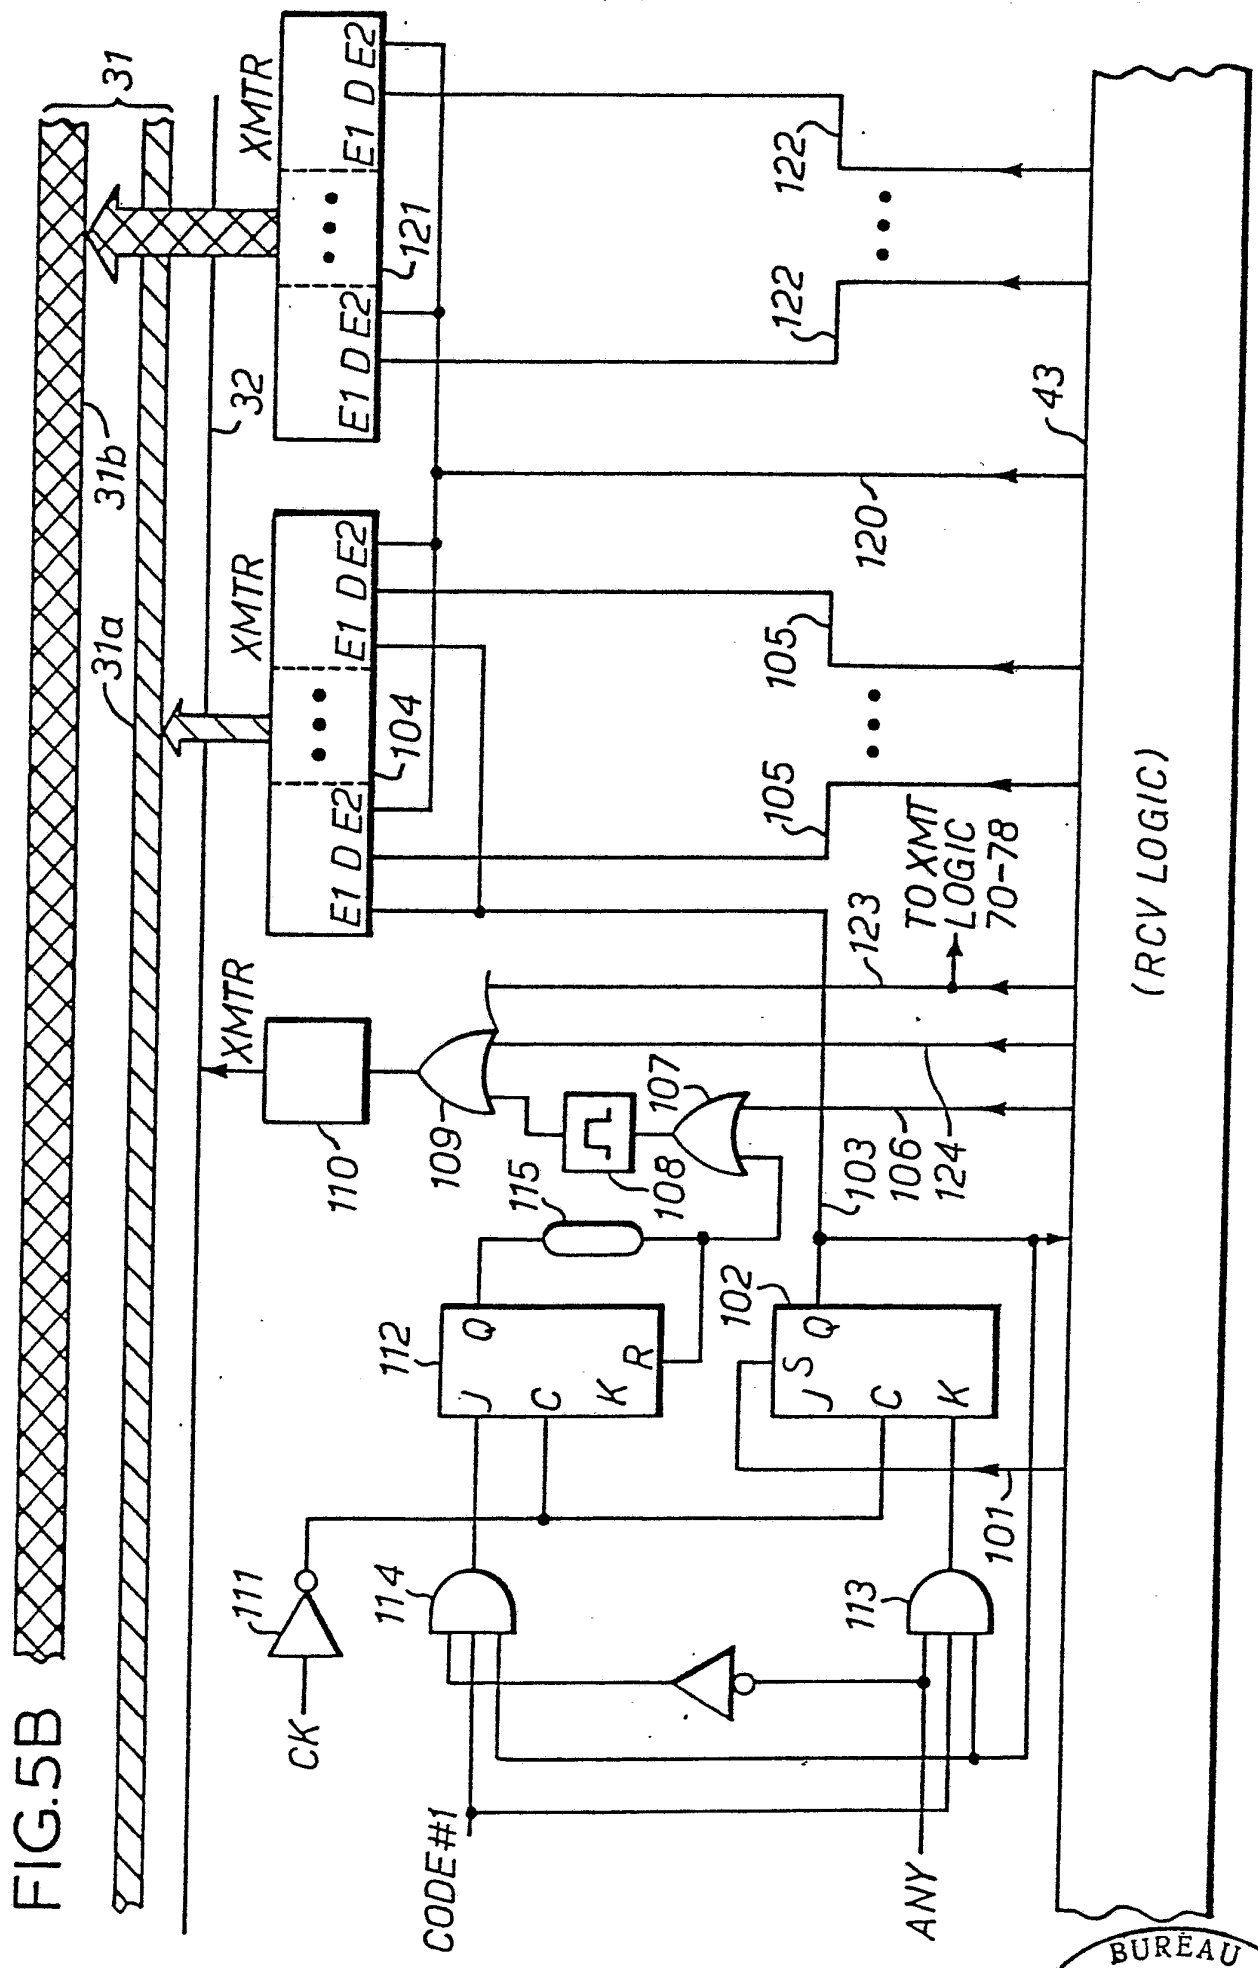 FIG.5B
31
31a
31b
32
XMTR
XMTR
XMTR
110
E1 D E2
E1 D E2
104
E1 D E2
E1 D E2
121
CK
111
112
J
Q
C
K
R
115
109
108
107
CODE#1
114
ANY
113
102
J
S
Q
C
K
101
103
106
124
123
TO XMT
LOGIC
70-78
105
105
120
122
122
43
(RCV LOGIC)
BUREAU